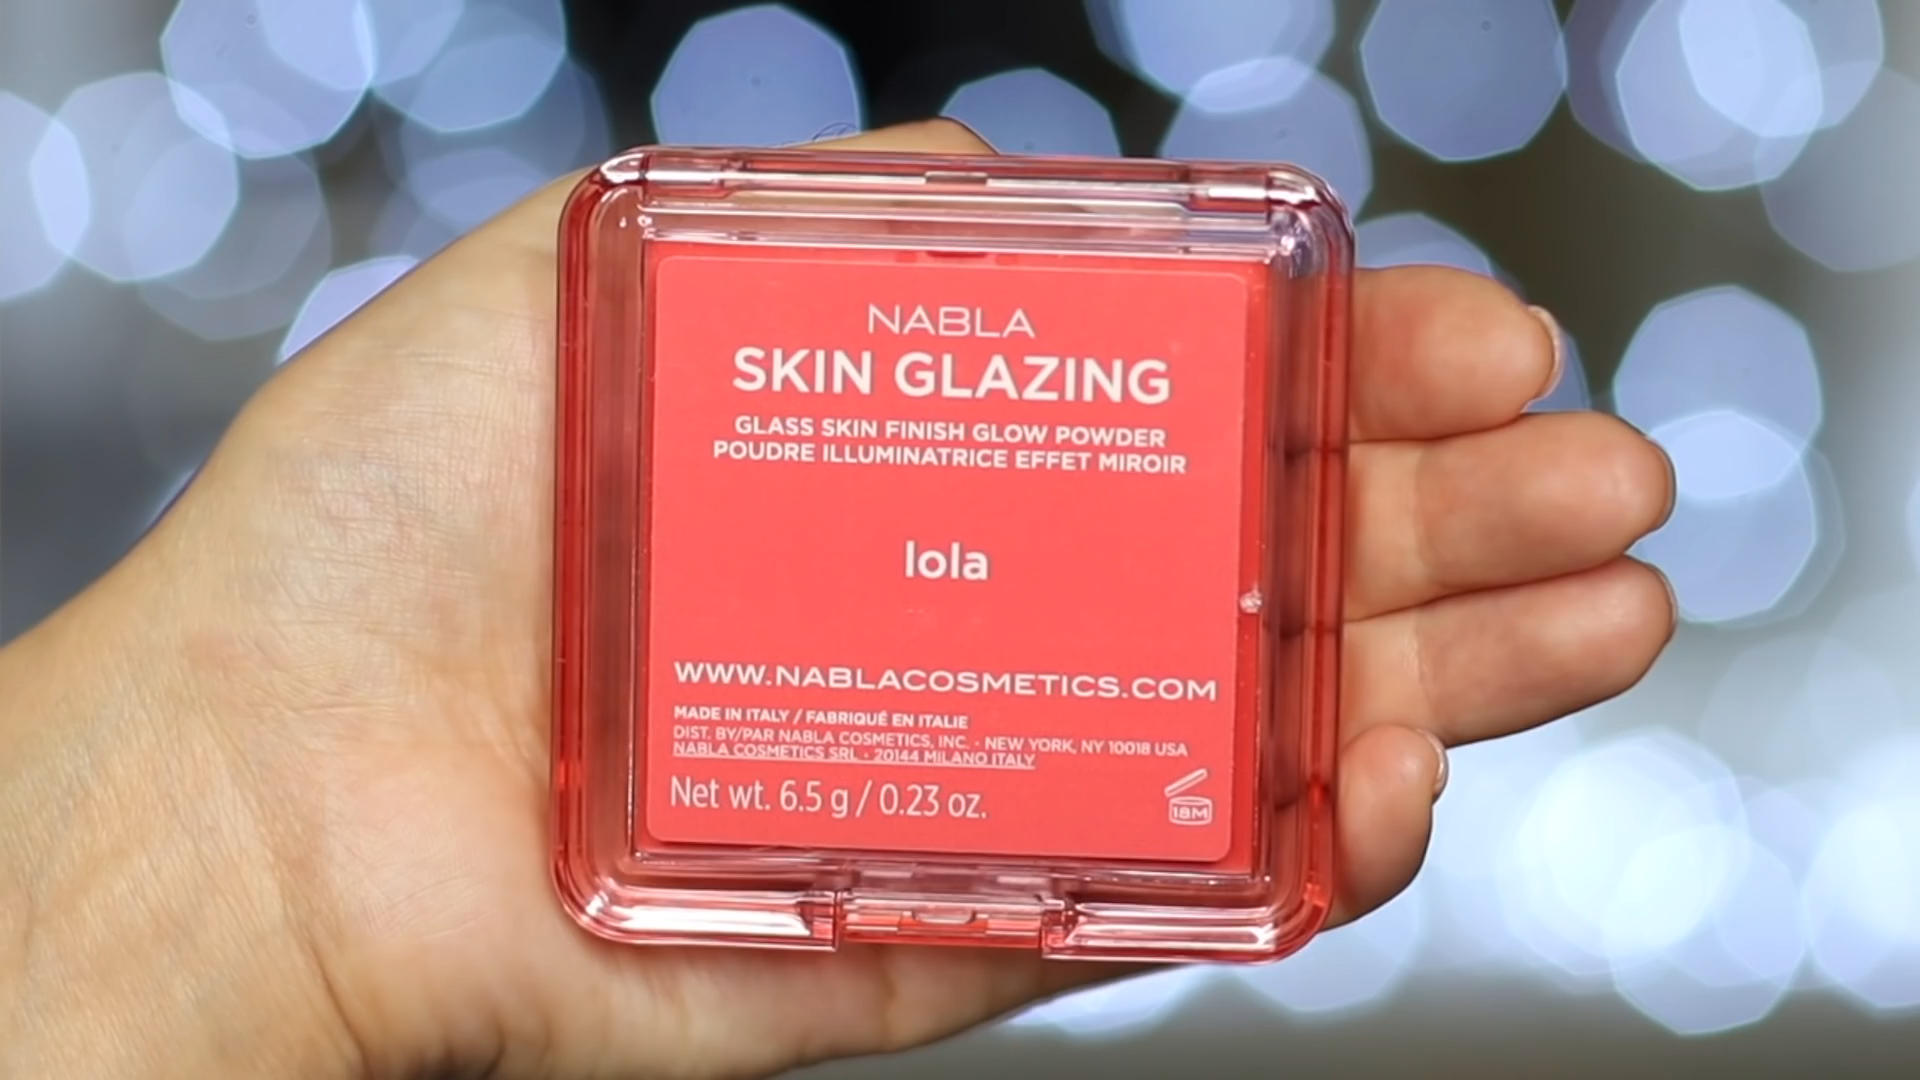 NABLA
SKIN GLAZING
GLASS SKIN FINISH GLOW POWDER
POUDRE ILLUMINATRICE EFFET MIROIR
lola
WWW.NABLACOSMETICS.COM
MADE IN ITALY / FABRIQUÉ EN ITALIE
DIST. BY/PAR NABLA COSMETICS, INC. - NEW YORK, NY 10018 USA
NABLA COSMETICS SRL - 20144 MILANO ITALY
Net wt. 6.5 g / 0.23 oz.
18M